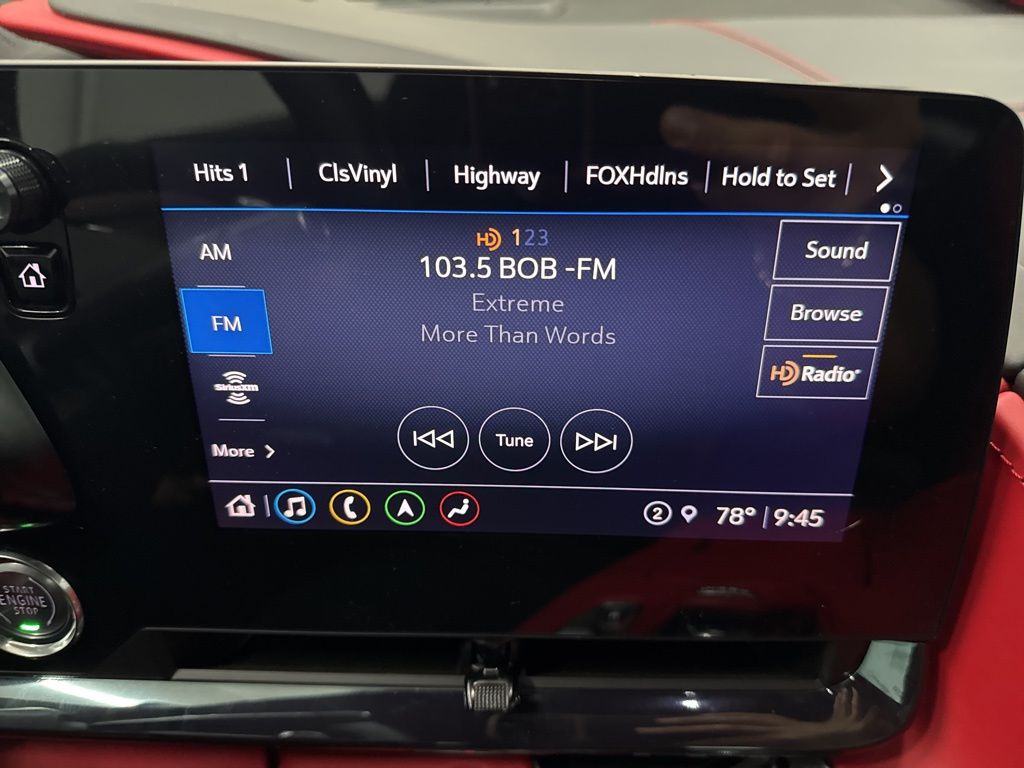 Hits 1 | ClsVinyl | Highway | FOXHdlns | Hold to Set |
AM
HD 123
103.5 BOB -FM
Extreme
More Than Words
Sound
FM
Browse
SiriusXM
HD Radio
More
Tune
2 78° | 9:45
START
ENGINE
STOP